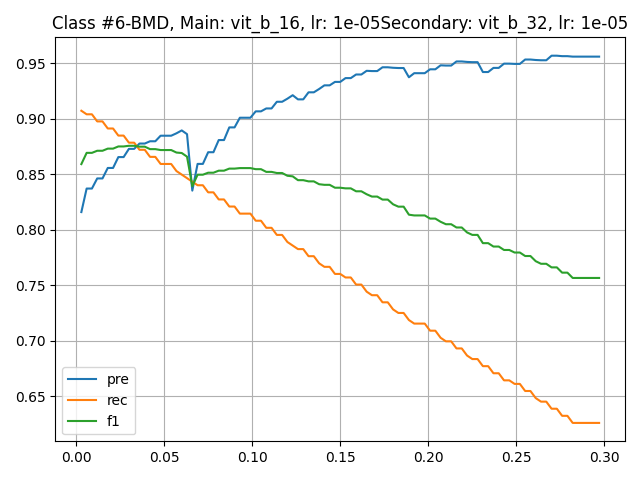 Class #6-BMD, Main: vit_b_16, lr: 1e-05Secondary: vit_b_32, lr: 1e-05
0.95
0.90
0.85
0.80
0.75
0.70
0.65
pre
rec
f1
0.00 0.05 0.10 0.15 0.20 0.25 0.30